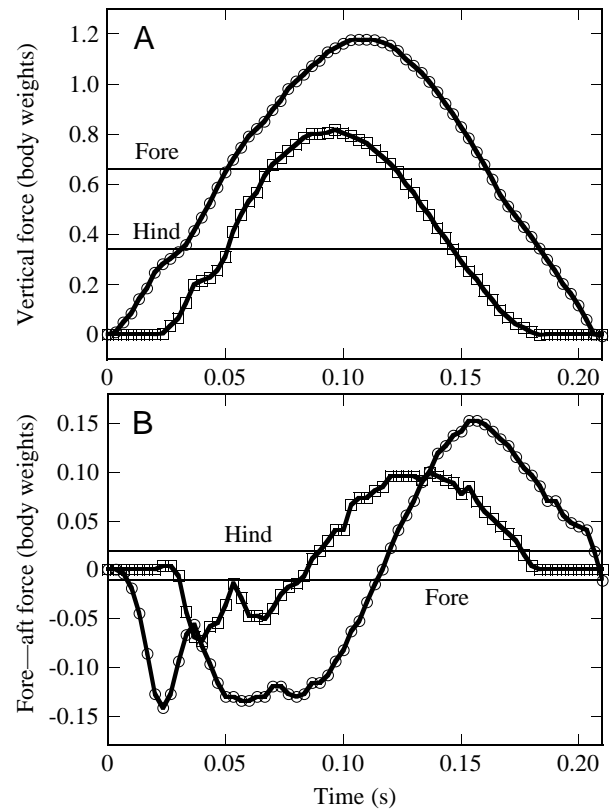 A
1.2
1.0
0.8
0.6
0.4
0.2
0
Vertical force (body weights)
Fore
Hind
0 0.05 0.10 0.15 0.20
B
0.15
0.10
0.05
0
-0.05
-0.10
-0.15
Fore—aft force (body weights)
Hind
Fore
0 0.05 0.10 0.15 0.20
Time (s)